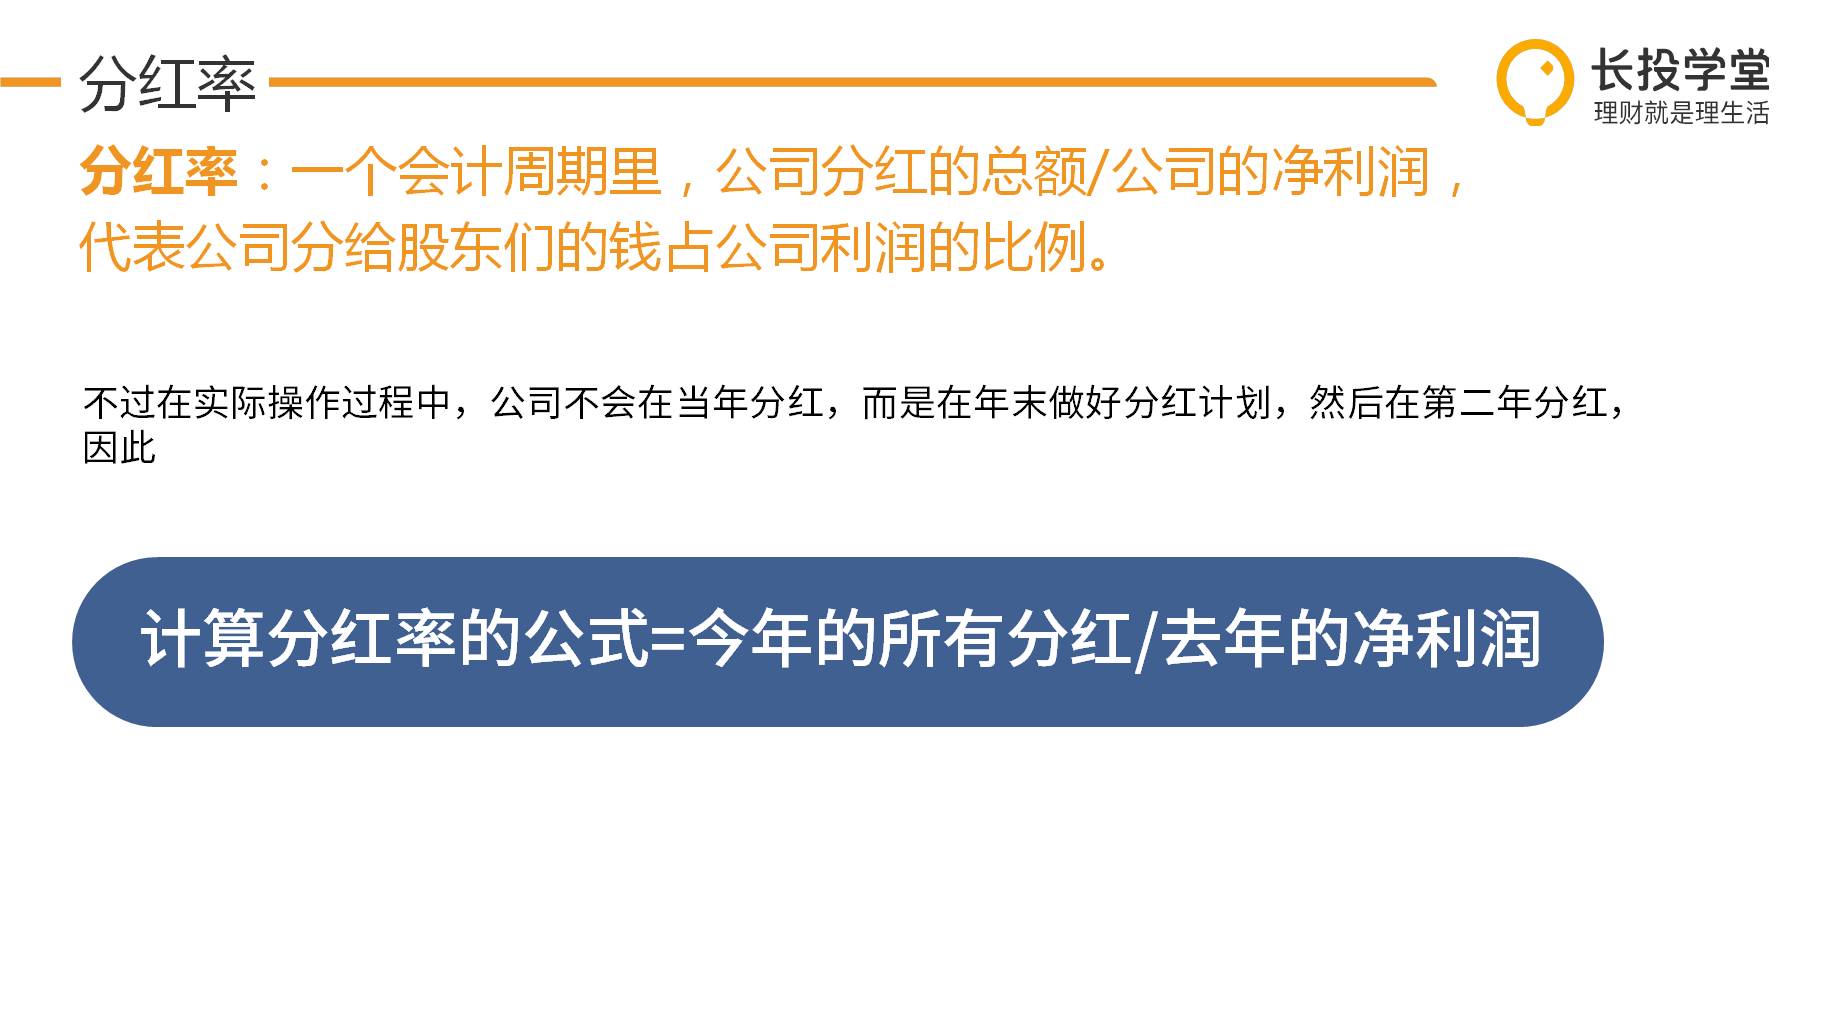 分红率
长投学堂
理财就是理生活
分红率：一个会计周期里，公司分红的总额/公司的净利润，
代表公司分给股东们的钱占公司利润的比例。
不过在实际操作过程中，公司不会在当年分红，而是在年末做好分红计划，然后在第二年分红，
因此
计算分红率的公式=今年的所有分红/去年的净利润